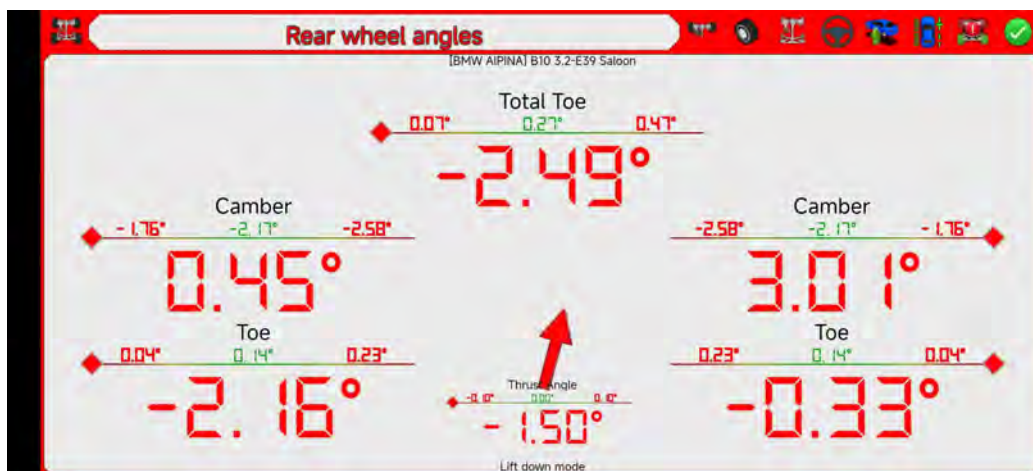 Rear wheel angles
[BMW AlPINA] B10 3.2-E39 Saloon
Total Toe
0.07° 0.27° 0.47°
-2.49°
Camber
-1.76° -2.17° -2.58°
0.45°
Camber
-2.58° -2.17° -1.76°
3.01°
Toe
0.04° 0.14° 0.23°
-2.16°
Thrust Angle
-0.10° 0.00° 0.10°
-1.50°
Toe
0.23° 0.14° 0.04°
-0.33°
Lift down mode